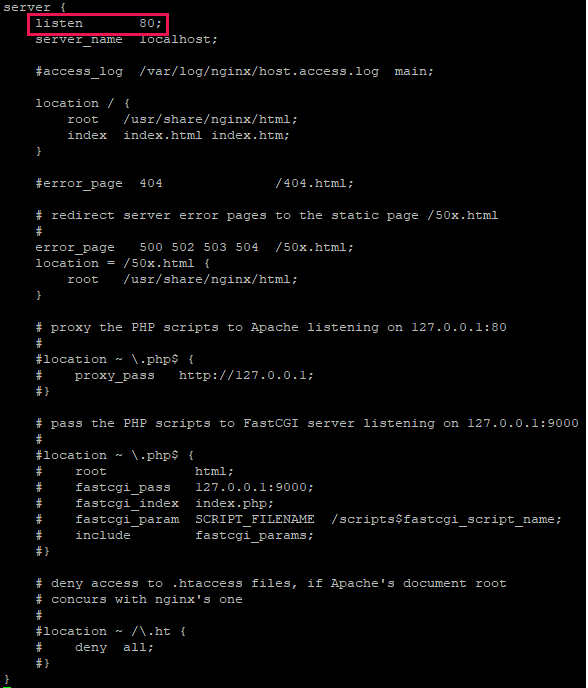 server {
    listen       80;
    server_name  localhost;

    #access_log  /var/log/nginx/host.access.log  main;

    location / {
        root   /usr/share/nginx/html;
        index  index.html index.htm;
    }

    #error_page  404              /404.html;

    # redirect server error pages to the static page /50x.html
    #
    error_page   500 502 503 504  /50x.html;
    location = /50x.html {
        root   /usr/share/nginx/html;
    }

    # proxy the PHP scripts to Apache listening on 127.0.0.1:80
    #
    #location ~ \.php$ {
    #    proxy_pass   http://127.0.0.1;
    #}

    # pass the PHP scripts to FastCGI server listening on 127.0.0.1:9000
    #
    #location ~ \.php$ {
    #    root           html;
    #    fastcgi_pass   127.0.0.1:9000;
    #    fastcgi_index  index.php;
    #    fastcgi_param  SCRIPT_FILENAME  /scripts$fastcgi_script_name;
    #    include        fastcgi_params;
    #}

    # deny access to .htaccess files, if Apache's document root
    # concurs with nginx's one
    #
    #location ~ /\.ht {
    #    deny  all;
    #}
}